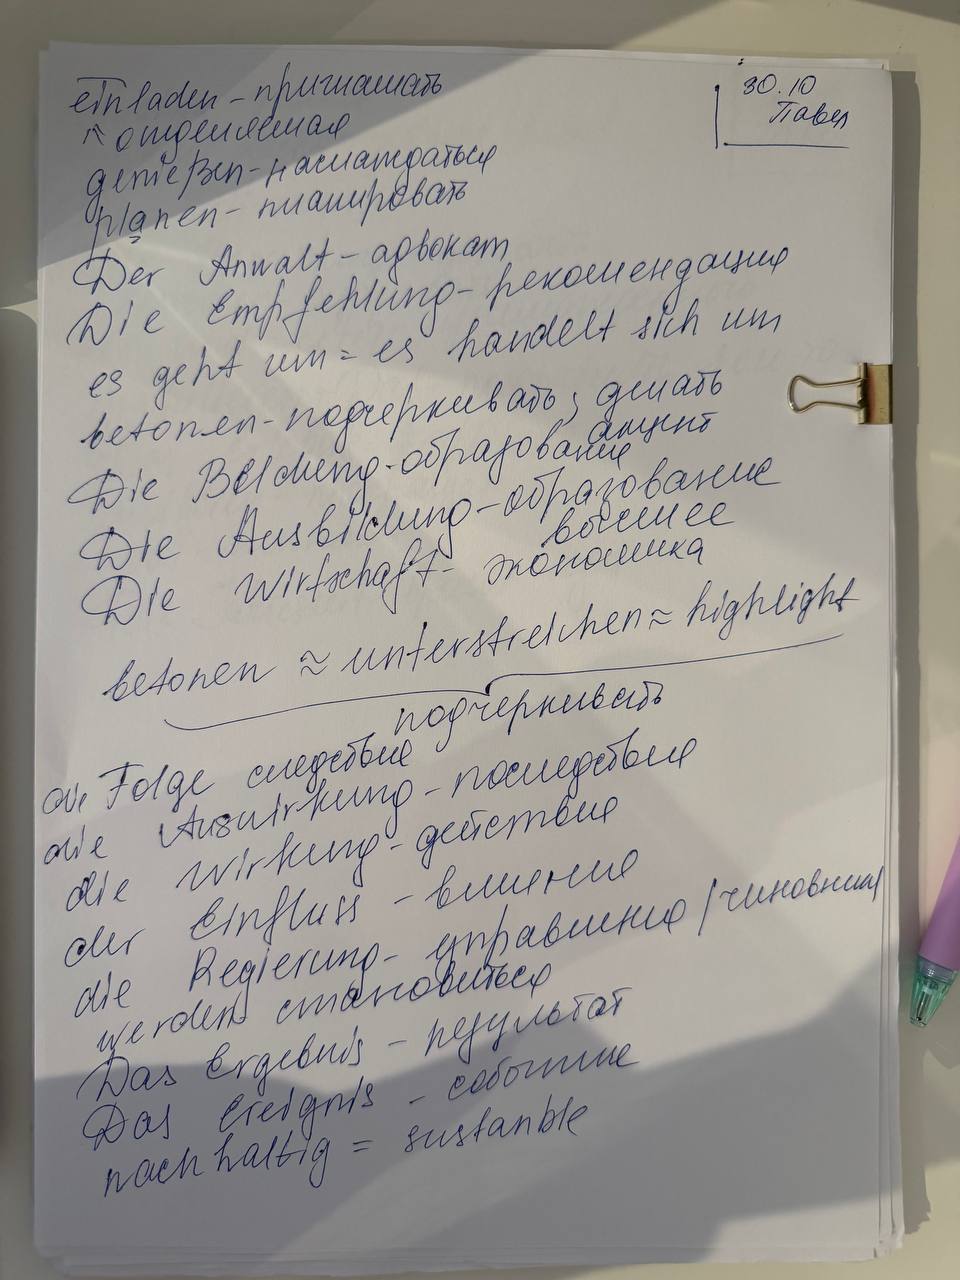 30.10
Павел
einladen - приглашать
^ отделяемая
genießen - наслаждаться
planen - планировать
Der Anwalt - адвокат
Die Empfehlung - рекомендация
es geht um = es handelt sich um
betonen - подчеркивать, делать
акцент
Die Bildung - образование
Die Ausbildung - образование
высшее
Die Wirtschaft - экономика
betonen ≈ unterstreichen ≈ highlight
подчеркивать
die Folge следствие
die Auswirkung - последствия
die Wirkung - действие
der Einfluss - влияние
die Regierung - управление / чиновники
werden становиться
Das Ergebnis - результат
Das Ereignis - событие
nachhaltig = sustanble